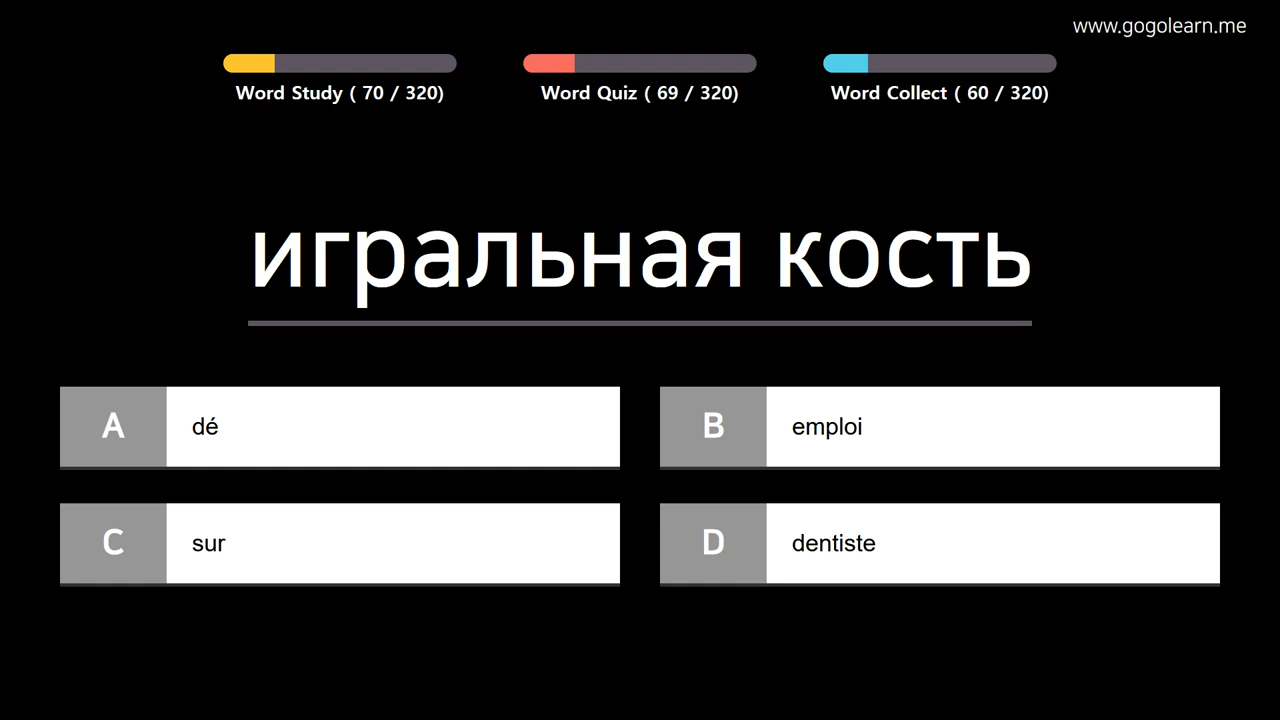 www.gogolearn.me
Word Study ( 70 / 320)
Word Quiz ( 69 / 320)
Word Collect ( 60 / 320)
игральная кость
A dé
B emploi
C sur
D dentiste